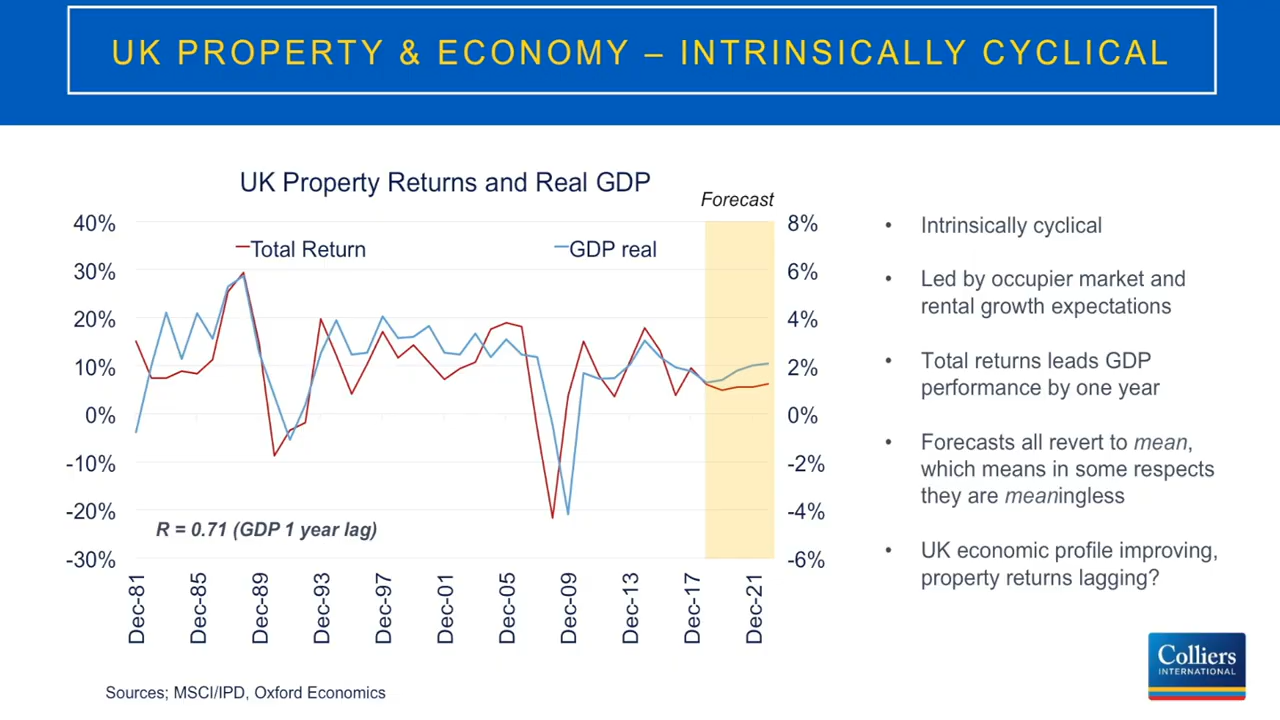 UK PROPERTY & ECONOMY – INTRINSICALLY CYCLICAL
UK Property Returns and Real GDP
Forecast
Total Return
GDP real
40%
30%
20%
10%
0%
-10%
-20%
-30%
8%
6%
4%
2%
0%
-2%
-4%
-6%
R = 0.71 (GDP 1 year lag)
Dec-81
Dec-85
Dec-89
Dec-93
Dec-97
Dec-01
Dec-05
Dec-09
Dec-13
Dec-17
Dec-21
Sources; MSCI/IPD, Oxford Economics
• Intrinsically cyclical
• Led by occupier market and
rental growth expectations
• Total returns leads GDP
performance by one year
• Forecasts all revert to mean,
which means in some respects
they are meaningless
• UK economic profile improving,
property returns lagging?
Colliers
INTERNATIONAL